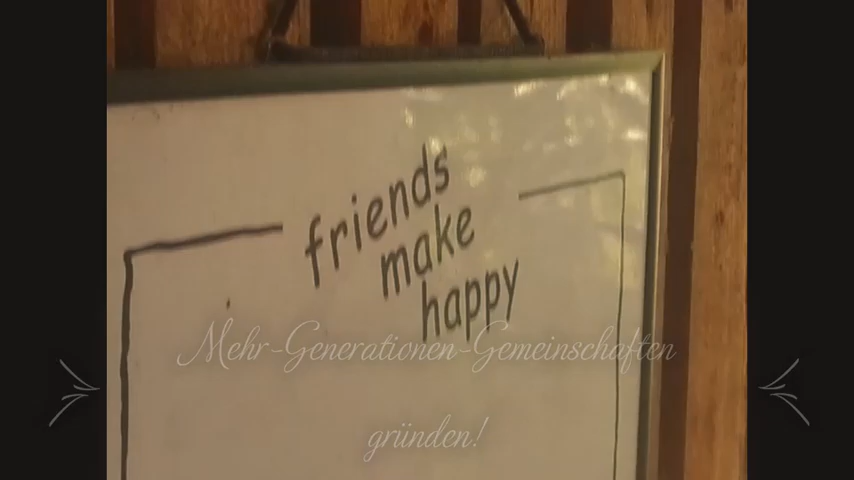 friends
make
happy
Mehr-Generationen-Gemeinschaften
gründen!